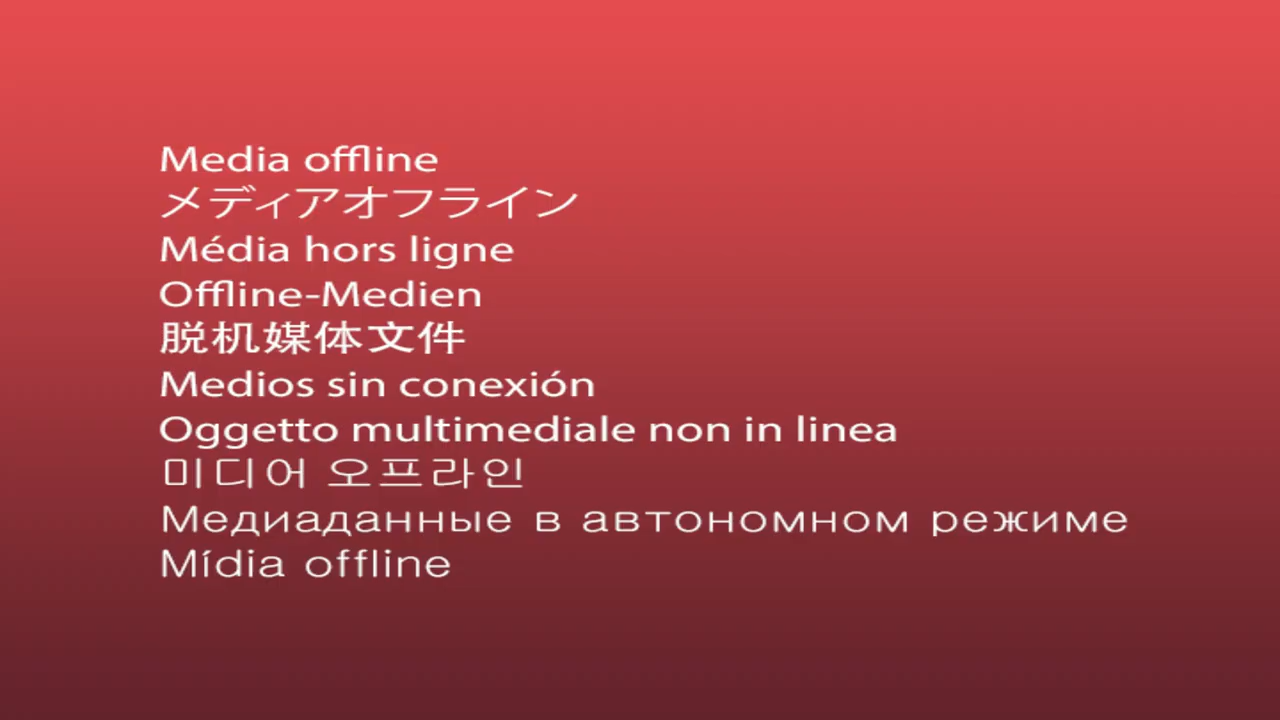 Media offline
メディアオフライン
Média hors ligne
Offline-Medien
脱机媒体文件
Medios sin conexión
Oggetto multimediale non in linea
미디어 오프라인
Медиаданные в автономном режиме
Mídia offline